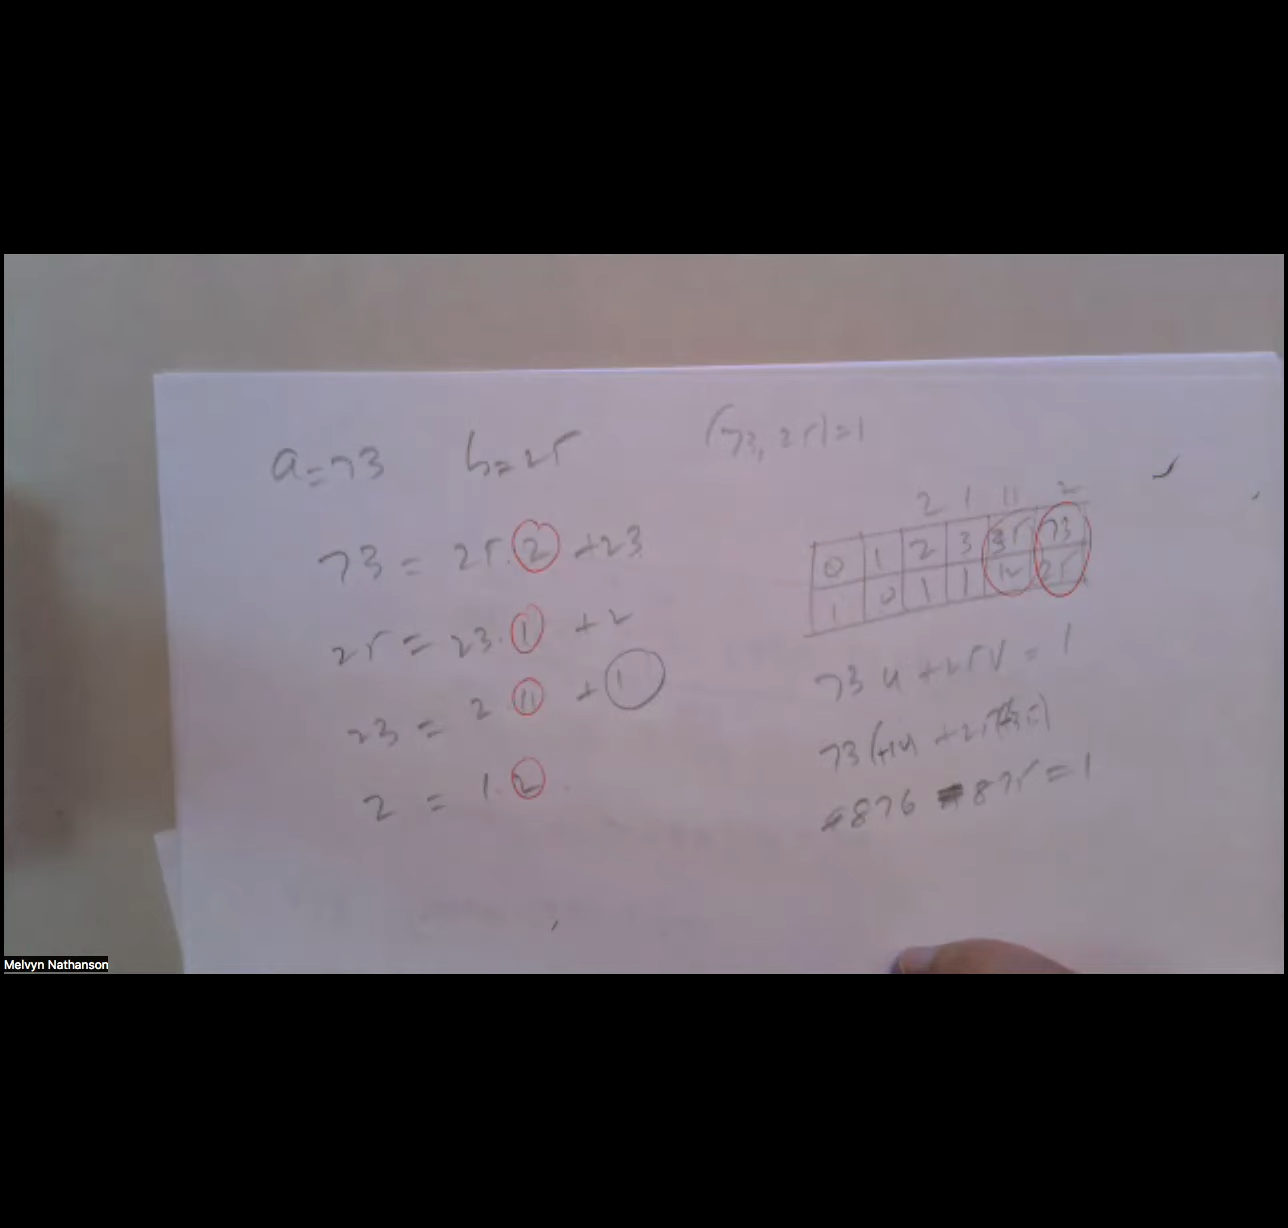 a=73 b=25 (73, 25)=1
73 = 25.2 +23
25 = 23.1 +2
23 = 2 11 +1
2 = 1.2
2 1 11 2
0 1 2 3 35 73
1 0 1 1 12 25
73 u +25 v = 1
876 - 875 = 1
Melvyn Nathanson